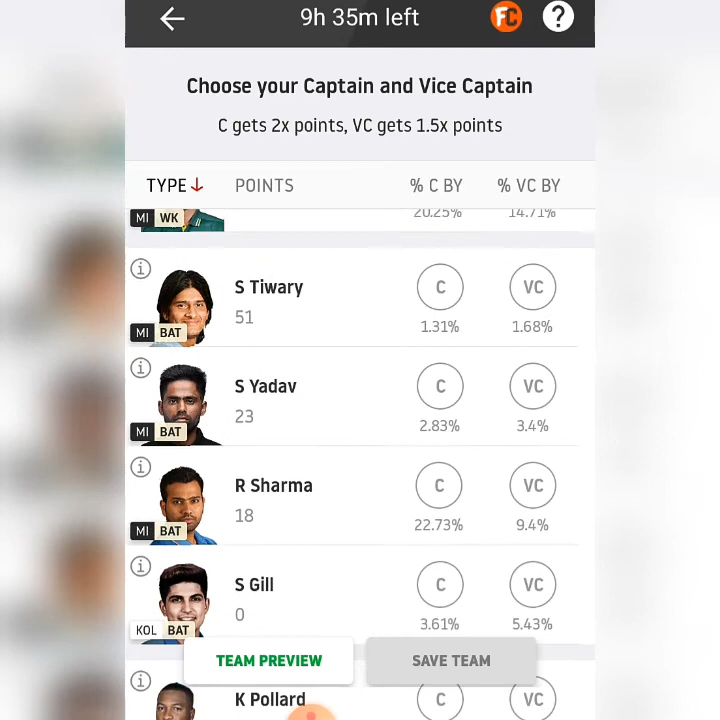 9h 35m left
FC
?
Choose your Captain and Vice Captain
C gets 2x points, VC gets 1.5x points
TYPE↓ POINTS % C BY % VC BY
MI WK 20.25% 14.71%
S Tiwary
51
C VC
MI BAT 1.31% 1.68%
S Yadav
23
C VC
MI BAT 2.83% 3.4%
R Sharma
18
C VC
MI BAT 22.73% 9.4%
S Gill
0
C VC
KOL BAT 3.61% 5.43%
TEAM PREVIEW SAVE TEAM
K Pollard C VC